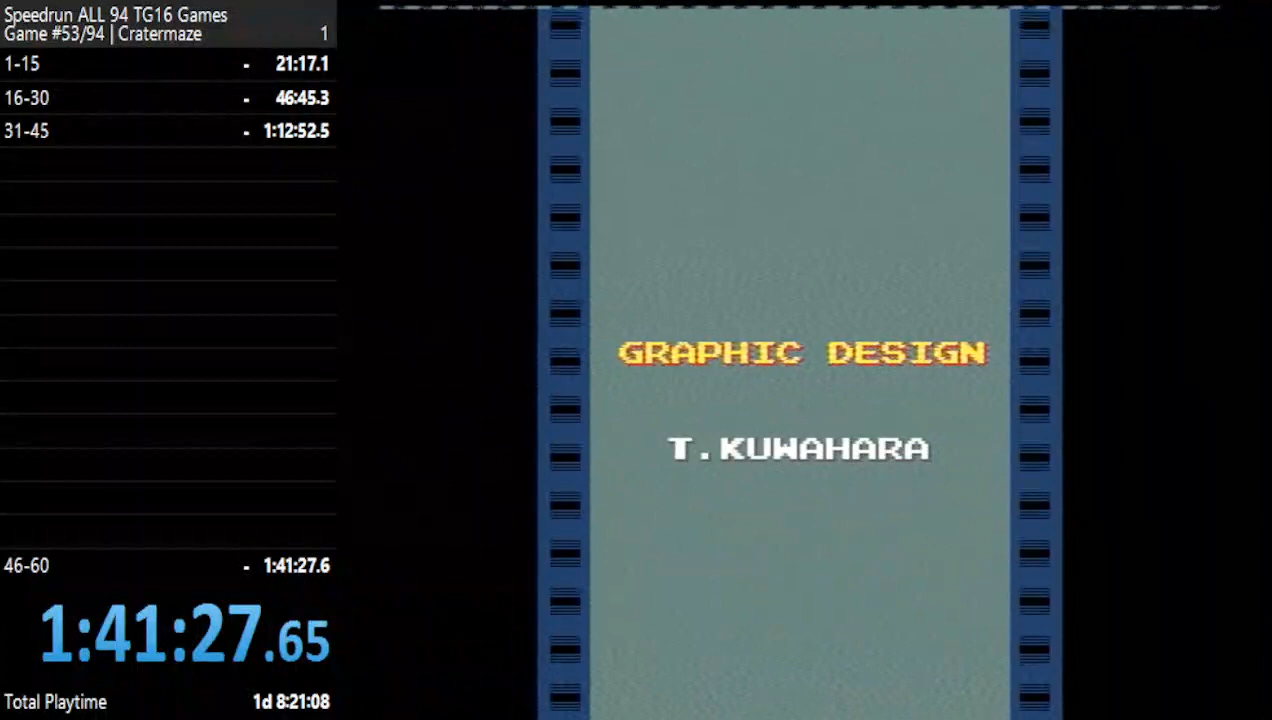 Speedrun ALL 94 TG16 Games
Game #53/94 | Cratermaze 1
1-15 - 21:17.1
16-30 - 46:45.3
31-45 - 1:12:52.5
GRAPHIC DESIGN
T.KUWAHARA
46-60 - 1:41:27.6
1:41:27.65
Total Playtime 1d 8:21:08